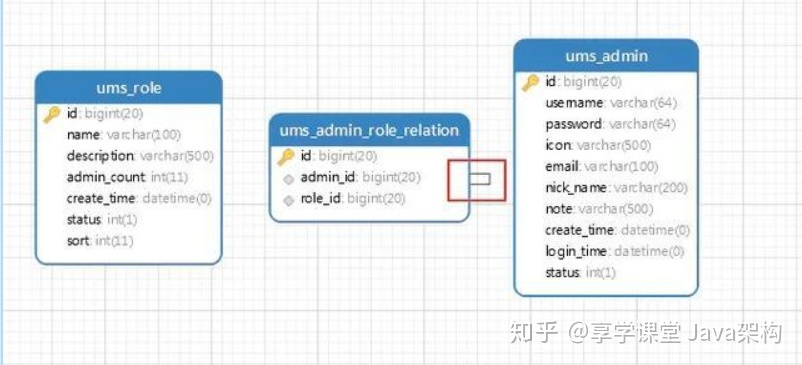 ums_role
id: bigint(20)
name: varchar(100)
description: varchar(500)
admin_count: int(11)
create_time: datetime(0)
status: int(1)
sort: int(11)
ums_admin_role_relation
id: bigint(20)
admin_id: bigint(20)
role_id: bigint(20)
ums_admin
id: bigint(20)
username: varchar(64)
password: varchar(64)
icon: varchar(500)
email: varchar(100)
nick_name: varchar(200)
note: varchar(500)
create_time: datetime(0)
login_time: datetime(0)
status: int(1)
知乎 @享学课堂 Java架构